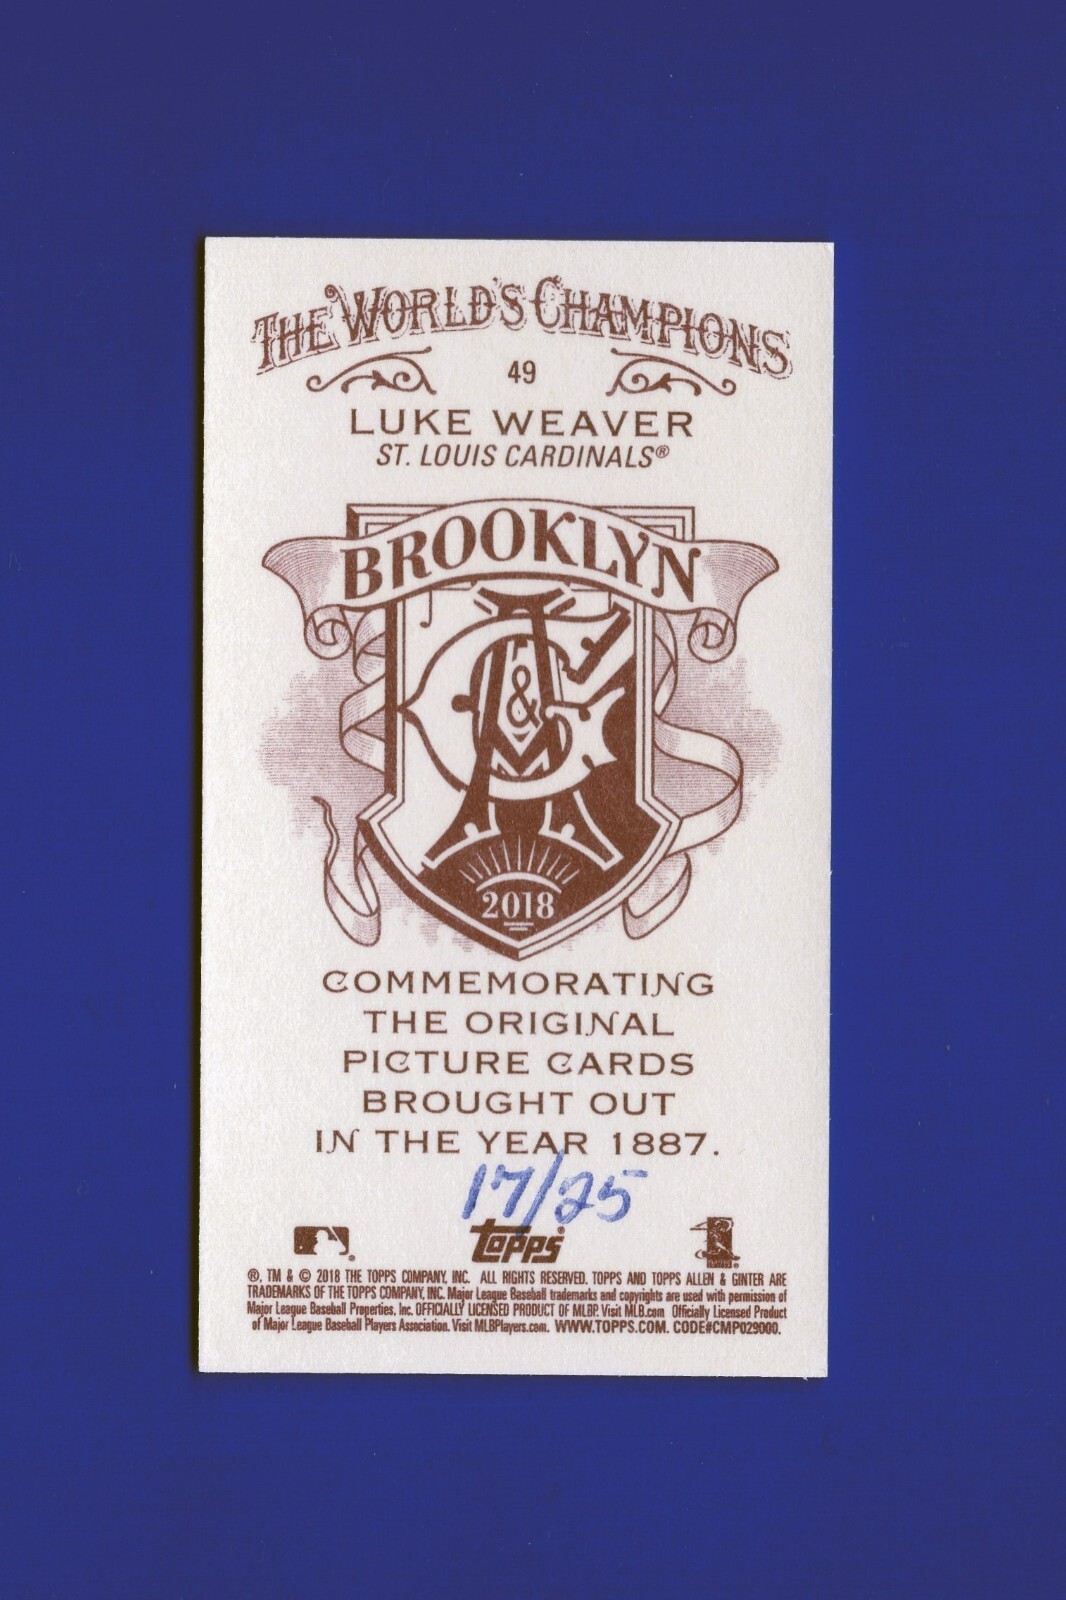 THE WORLD'S CHAMPIONS
49
LUKE WEAVER
ST. LOUIS CARDINALS®
BROOKLYN
&
2018
COMMEMORATING
THE ORIGINAL
PICTURE CARDS
BROUGHT OUT
IN THE YEAR 1887.
17/25
Topps®
®, TM & © 2018 THE TOPPS COMPANY, INC. ALL RIGHTS RESERVED. TOPPS AND TOPPS ALLEN & GINTER ARE
TRADEMARKS OF THE TOPPS COMPANY, INC. Major League Baseball trademarks and copyrights are used with permission of
Major League Baseball Properties, Inc. OFFICIALLY LICENSED PRODUCT OF MLBP. Visit MLB.com Officially Licensed Product
of Major League Baseball Players Association. Visit MLBPlayers.com. WWW.TOPPS.COM. CODE#CMP029000.